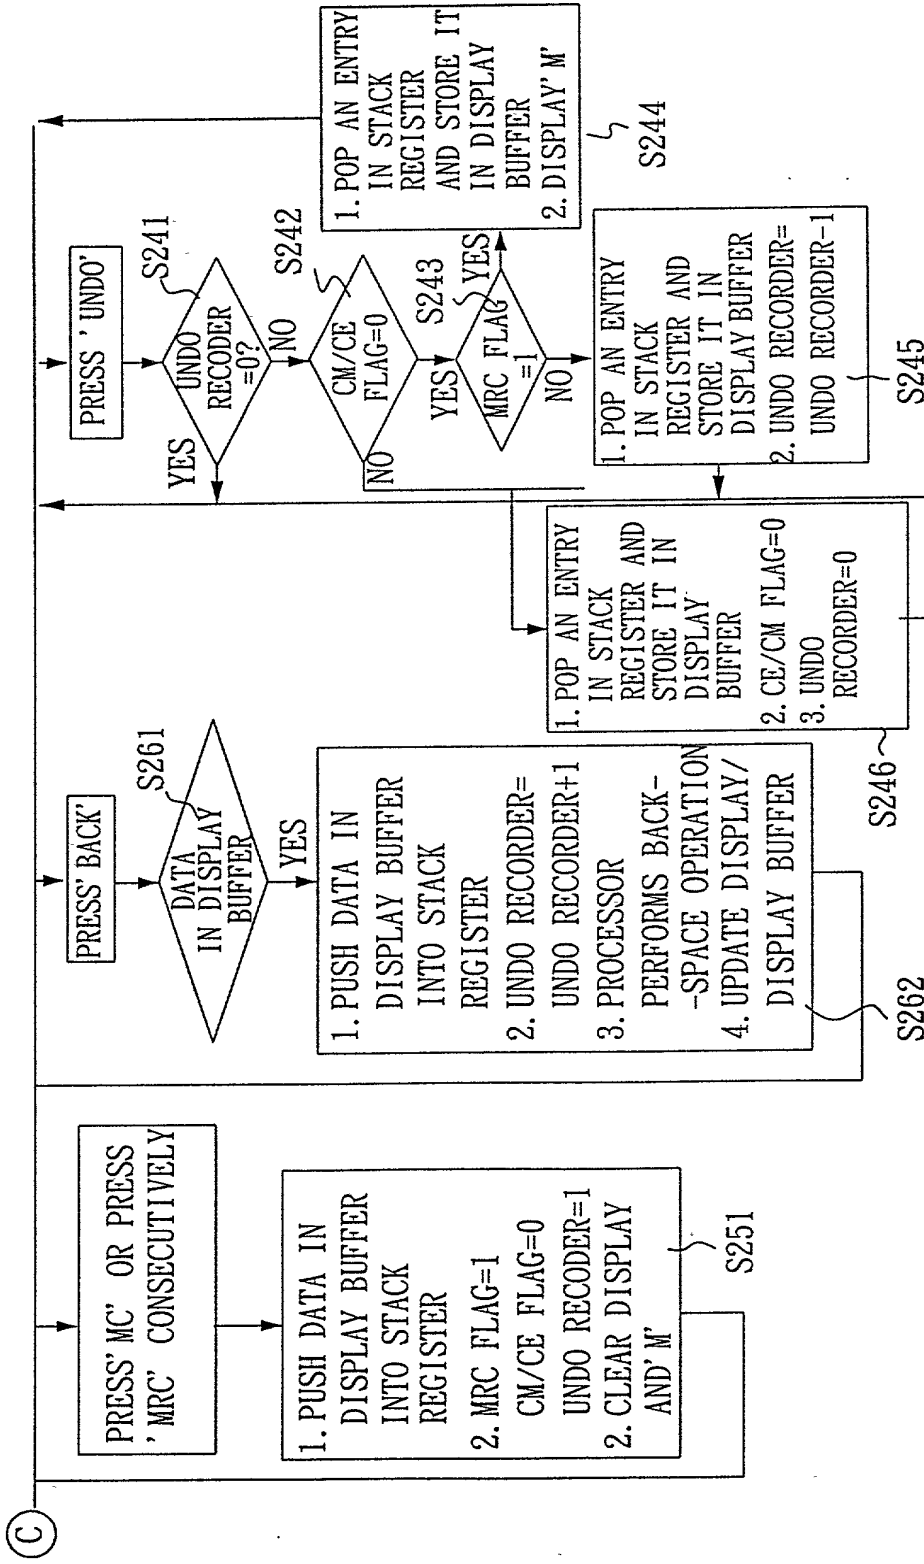 C
PRESS'MC' OR PRESS
'MRC' CONSECUTIVELY
1. PUSH DATA IN
DISPLAY BUFFER
INTO STACK
REGISTER
2. MRC FLAG=1
CM/CE FLAG=0
UNDO RECODER=1
2. CLEAR DISPLAY
AND'M'
S251
PRESS'BACK'
S261
DATA
IN DISPLAY
BUFFER
YES
1. PUSH DATA IN
DISPLAY BUFFER
INTO STACK
REGISTER
2. UNDO RECORDER=
UNDO RECORDER+1
3. PROCESSOR
PERFORMS BACK-
-SPACE OPERATION
4. UPDATE DISPLAY/
DISPLAY BUFFER
S262
PRESS 'UNDO'
S241
UNDO
RECODER
=0?
YES
NO
S242
CM/CE
FLAG=0
NO
YES
S243
MRC FLAG
=1
YES
NO
1. POP AN ENTRY
IN STACK
REGISTER
AND STORE IT
IN DISPLAY
BUFFER
2. DISPLAY'M'
S244
1. POP AN ENTRY
IN STACK
REGISTER AND
STORE IT IN
DISPLAY BUFFER
2. UNDO RECORDER=
UNDO RECORDER-1
S245
1. POP AN ENTRY
IN STACK
REGISTER AND
STORE IT IN
DISPLAY
BUFFER
2. CE/CM FLAG=0
3. UNDO
RECORDER=0
S246